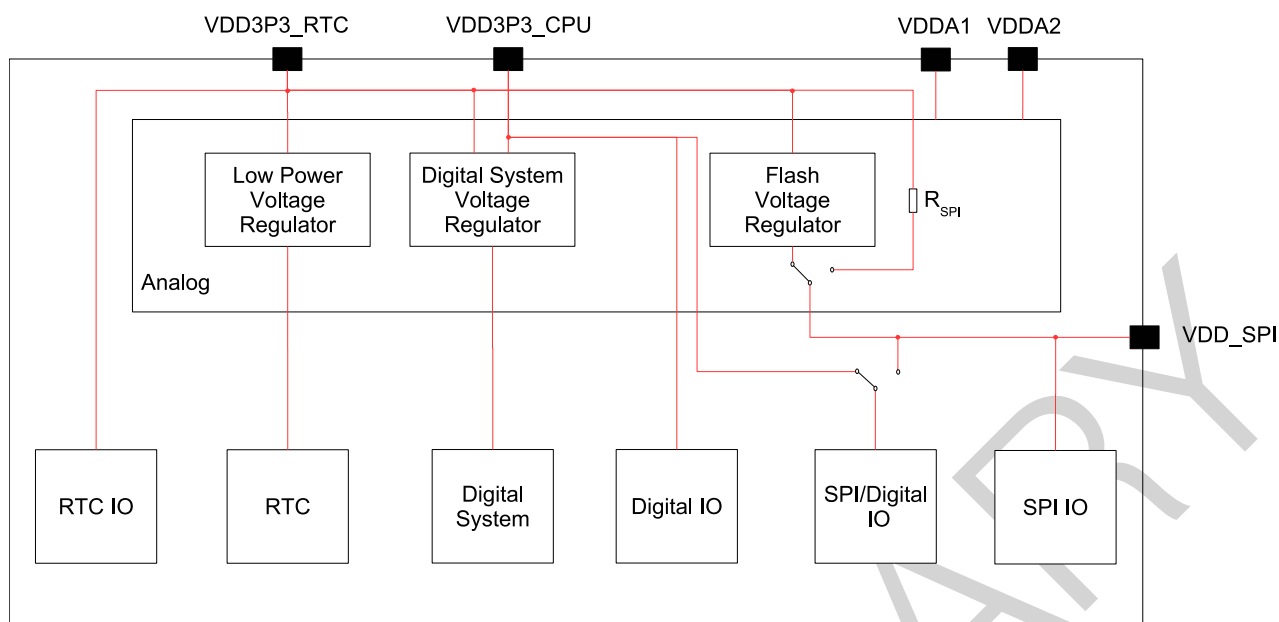 VDD3P3_RTC
VDD3P3_CPU
VDDA1
VDDA2
Low Power
Voltage
Regulator
Digital System
Voltage
Regulator
Flash
Voltage
Regulator
RSPI
Analog
VDD_SPI
RTC IO
RTC
Digital
System
Digital IO
SPI/Digital
IO
SPI IO
ARY